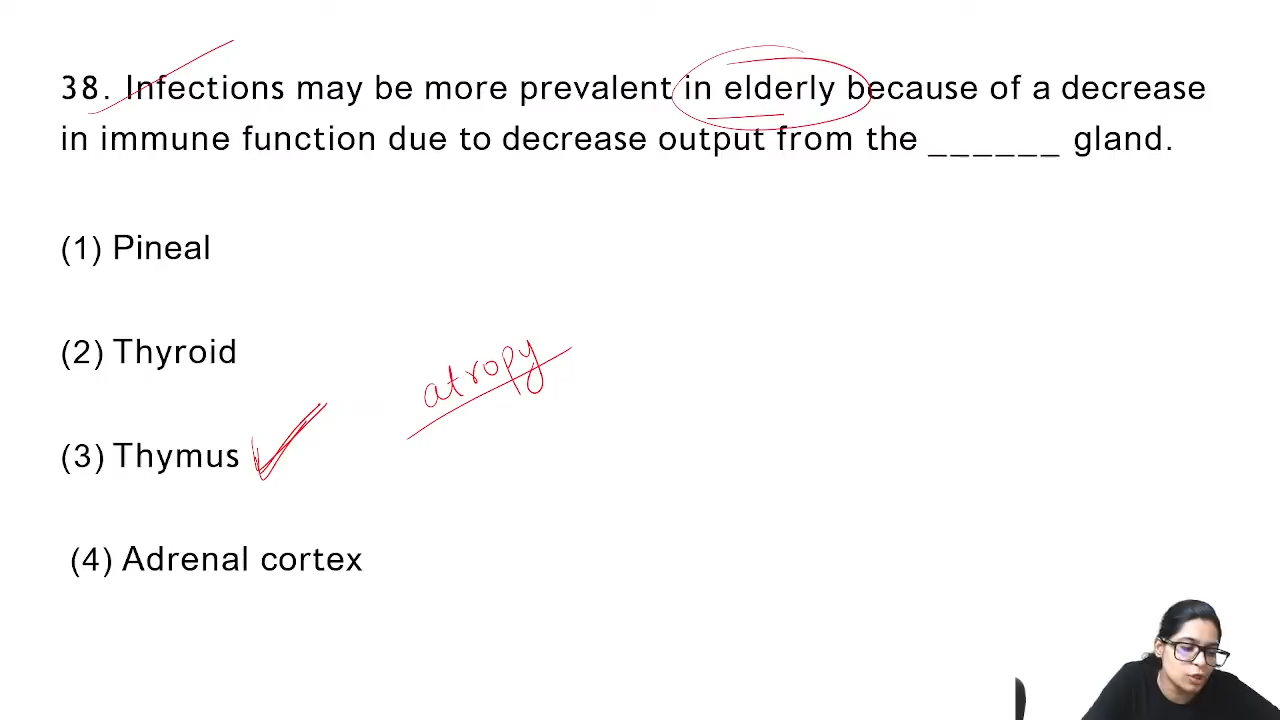 38. Infections may be more prevalent in elderly because of a decrease
in immune function due to decrease output from the ______ gland.
(1) Pineal
(2) Thyroid
atropy
(3) Thymus
(4) Adrenal cortex